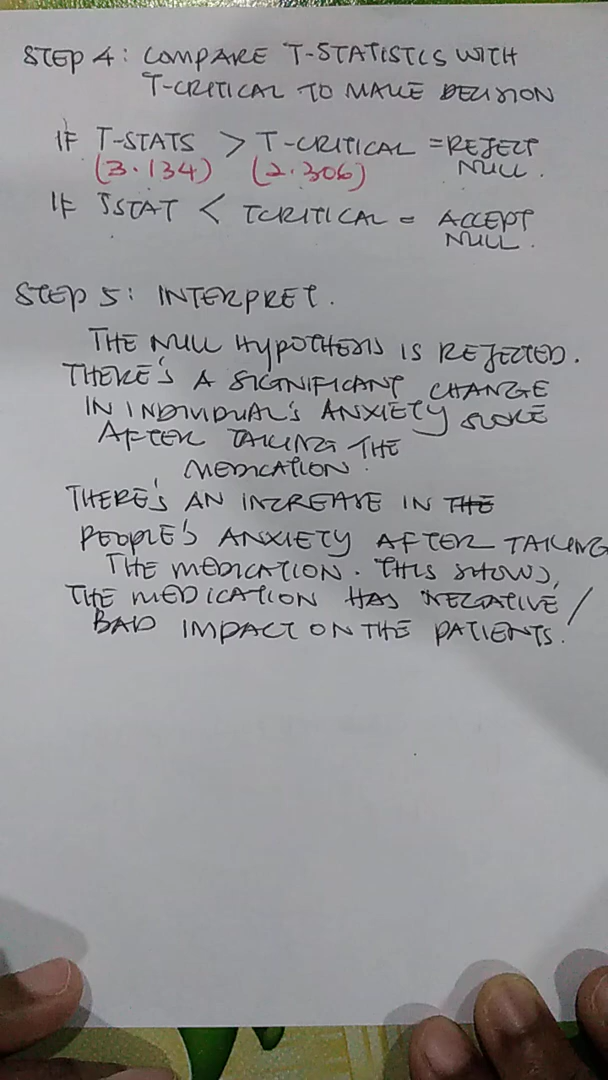 STEP 4: COMPARE T-STATISTCS WITH
T-CRITICAL TO MAKE DECISION
IF T-STATS > T-CRITICAL = REJECT
NULL.
(3.134) (2.306)
IF TSTAT < TCRITICAL = ACCEPT
NULL.
STEP 5: INTERPRET.
THE NULL HYPOTHESIS IS REJECTED.
THERE'S A SIGNIFICANT CHANGE
IN INDIVIDUAL'S ANXIETY SCORE
AFTER TAKING THE
MEDICATION.
THERE'S AN INCREASE IN THE
PEOPLE'S ANXIETY AFTER TAKING
THE MEDICATION. THIS SHOWS,
THE MEDICATION HAS NEGATIVE/
BAD IMPACT ON THE PATIENTS.